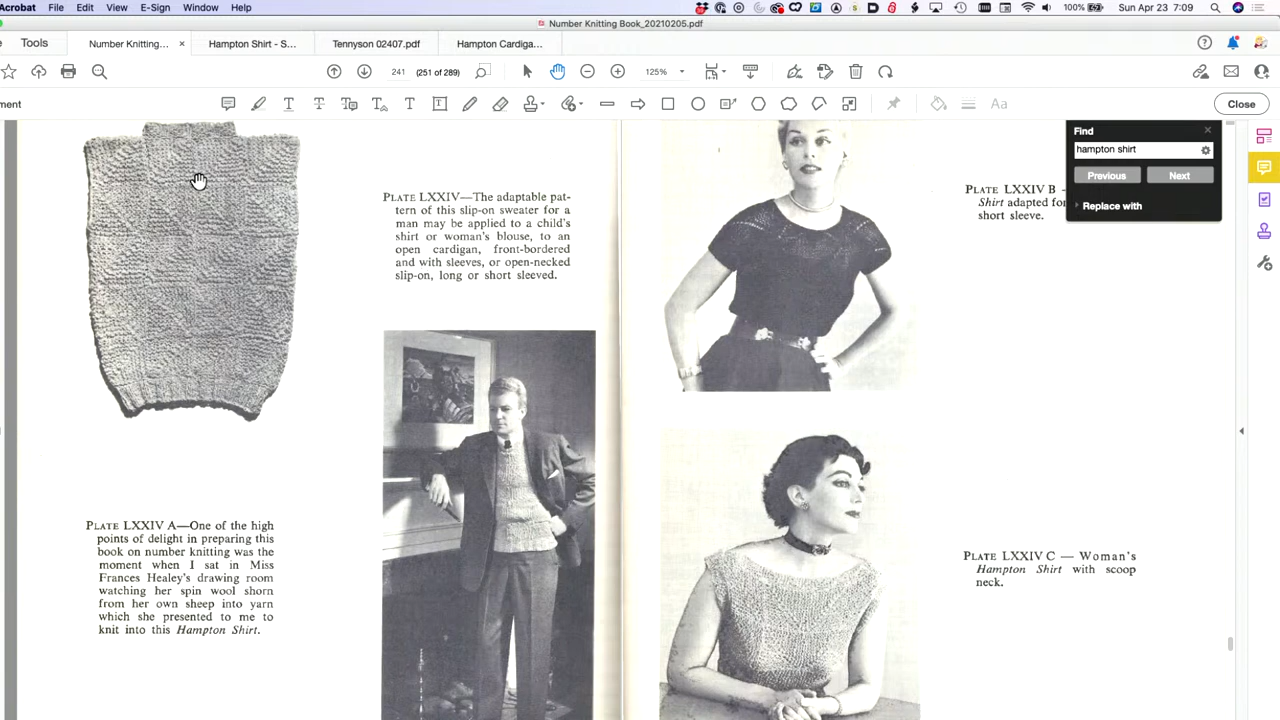 Acrobat File Edit View E-Sign Window Help 100% Sun Apr 23 7:09
Number Knitting Book_20210205.pdf
Tools Number Knitting... × Hampton Shirt - S... Tennyson 02407.pdf Hampton Cardiga...
241 (251 of 289) 125%
ment Aa Close
Find
hampton shirt
Previous Next
Replace with
PLATE LXXIV—The adaptable pat-
tern of this slip-on sweater for a
man may be applied to a child's
shirt or woman's blouse, to an
open cardigan, front-bordered
and with sleeves, or open-necked
slip-on, long or short sleeved.
PLATE LXXIV A—One of the high
points of delight in preparing this
book on number knitting was the
moment when I sat in Miss
Frances Healey's drawing room
watching her spin wool shorn
from her own sheep into yarn
which she presented to me to
knit into this Hampton Shirt.
PLATE LXXIV B -
Shirt adapted for
short sleeve.
PLATE LXXIV C — Woman's
Hampton Shirt with scoop
neck.